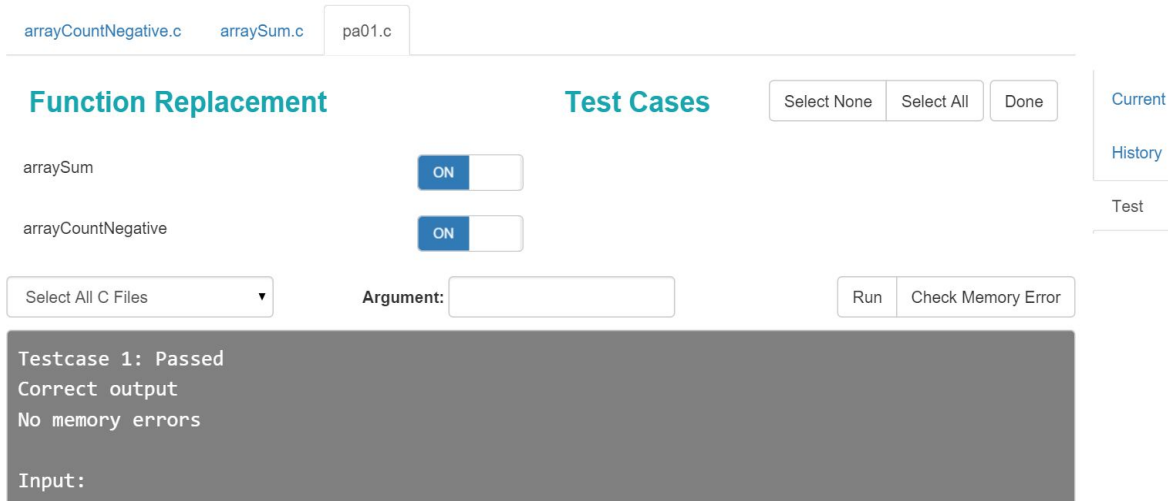 arrayCountNegative.c arraySum.c pa01.c
Function Replacement Test Cases Select None Select All Done Current
History
arraySum ON
Test
arrayCountNegative ON
Select All C Files Argument: Run Check Memory Error
Testcase 1: Passed
Correct output
No memory errors
Input: